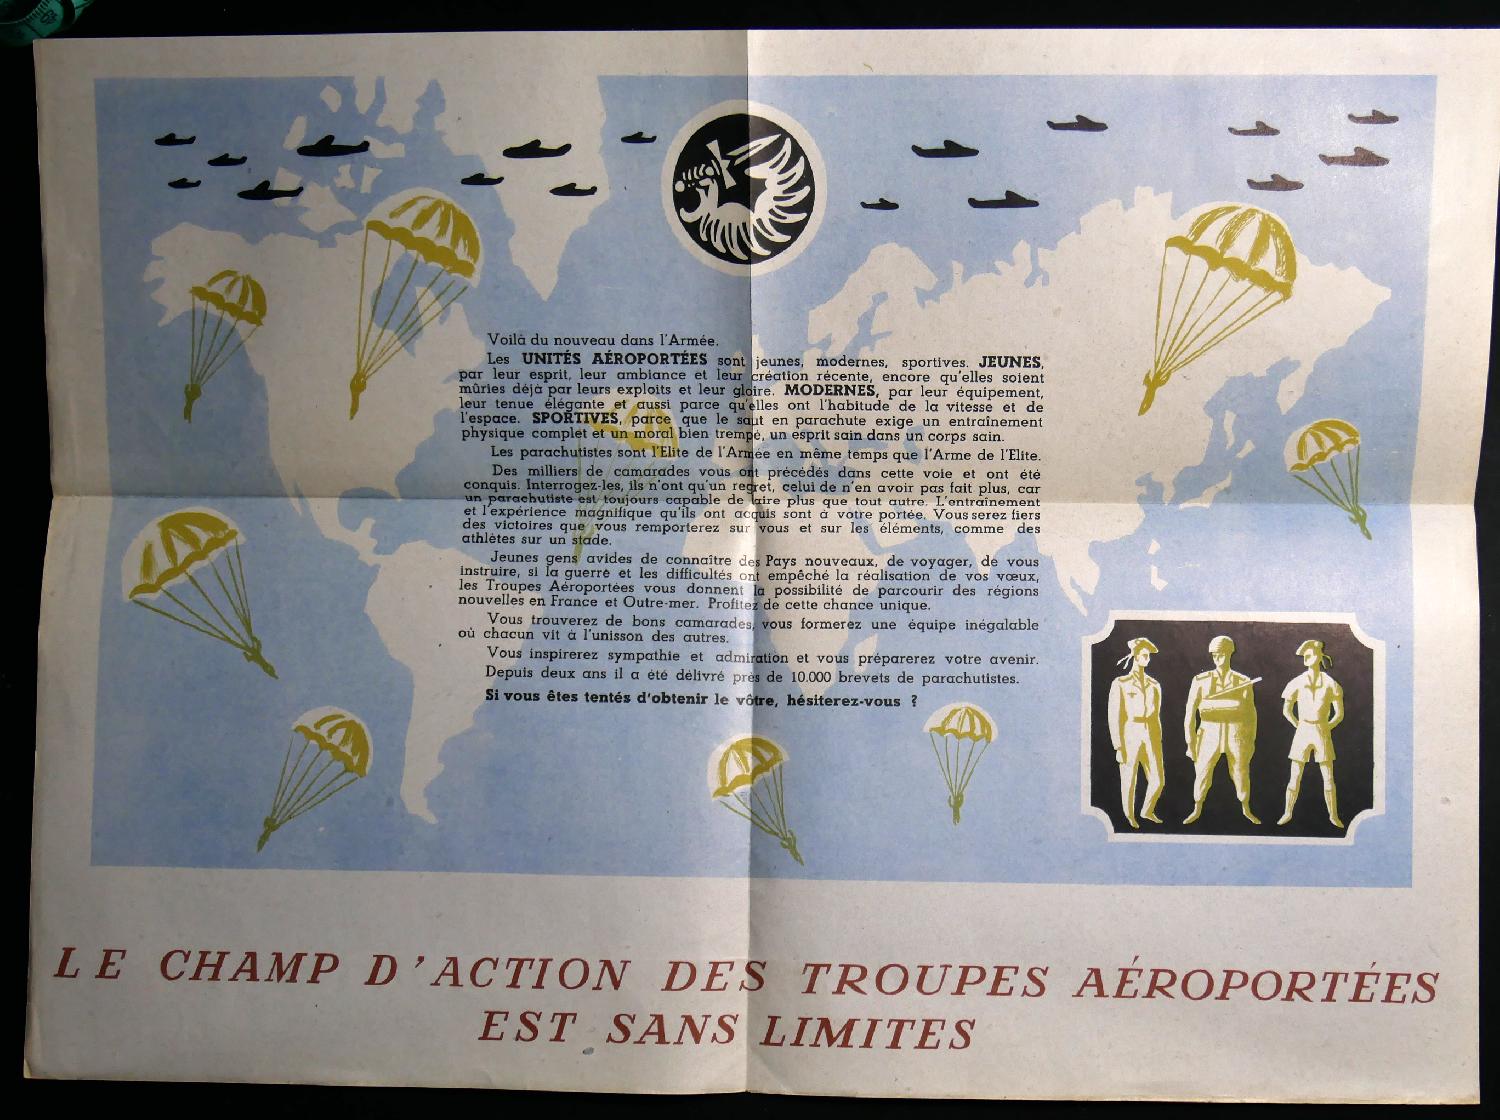 Voilà du nouveau dans l'Armée.
Les UNITÉS AÉROPORTÉES sont jeunes, modernes, sportives. JEUNES,
par leur esprit, leur ambiance et leur création récente, encore qu'elles soient
mûries déjà par leurs exploits et leur gloire. MODERNES, par leur équipement,
leur tenue élégante et aussi parce qu'elles ont l'habitude de la vitesse et de
l'espace. SPORTIVES, parce que le saut en parachute exige un entraînement
physique complet et un moral bien trempé, un esprit sain dans un corps sain.
Les parachutistes sont l'Elite de l'Armée en même temps que l'Arme de l'Elite.
Des milliers de camarades vous ont précédés dans cette voie et ont été
conquis. Interrogez-les, ils n'ont qu'un regret, celui de n'en avoir pas fait plus, car
un parachutiste est toujours capable de faire plus que tout autre. L'entraînement
et l'expérience magnifique qu'ils ont acquis sont à votre portée. Vous serez fiers
des victoires que vous remporterez sur vous et sur les éléments, comme des
athlètes sur un stade.
Jeunes gens avides de connaître des Pays nouveaux, de voyager, de vous
instruire, si la guerre et les difficultés ont empêché la réalisation de vos vœux,
les Troupes Aéroportées vous donnent la possibilité de parcourir des régions
nouvelles en France et Outre-mer. Profitez de cette chance unique.
Vous trouverez de bons camarades, vous formerez une équipe inégalable
où chacun vit à l'unisson des autres.
Vous inspirerez sympathie et admiration et vous préparerez votre avenir.
Depuis deux ans il a été délivré près de 10.000 brevets de parachutistes.
Si vous êtes tentés d'obtenir le vôtre, hésiterez-vous ?
LE CHAMP D'ACTION DES TROUPES AÉROPORTÉES
EST SANS LIMITES